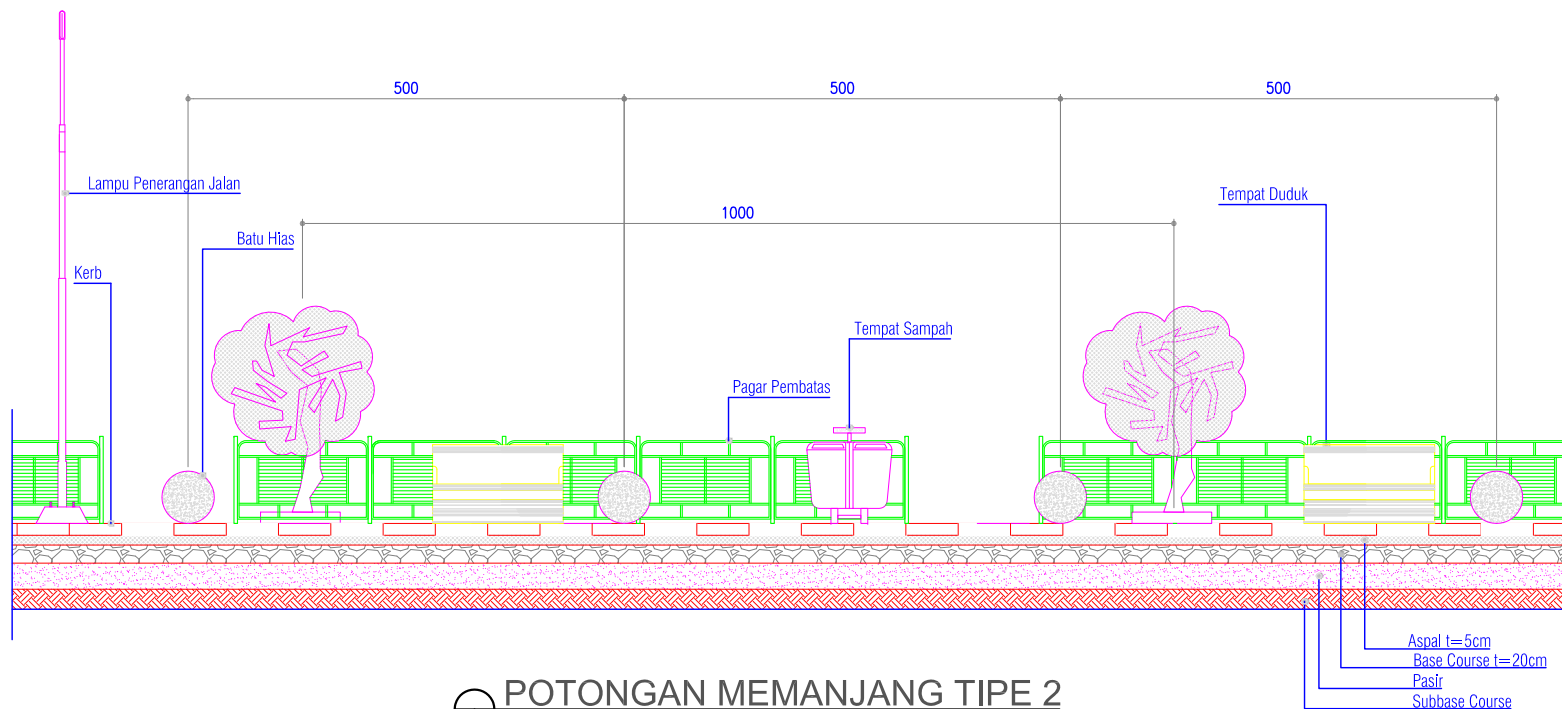 500
500
500
Lampu Penerangan Jalan
Tempat Duduk
1000
Batu Hias
Kerb
Tempat Sampah
Pagar Pembatas
Aspal t=5cm
Base Course t=20cm
Pasir
Subbase Course
POTONGAN MEMANJANG TIPE 2